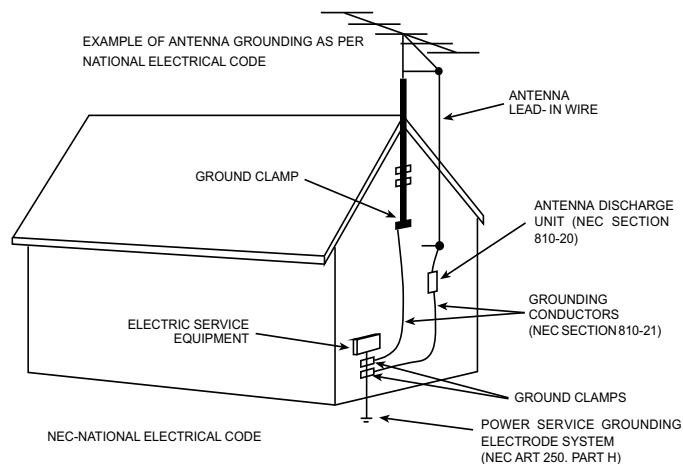 EXAMPLE OF ANTENNA GROUNDING AS PER
NATIONAL ELECTRICAL CODE
ANTENNA
LEAD- IN WIRE
GROUND CLAMP
ANTENNA DISCHARGE
UNIT (NEC SECTION
810-20)
GROUNDING
CONDUCTORS
(NEC SECTION 810-21)
ELECTRIC SERVICE
EQUIPMENT
GROUND CLAMPS
POWER SERVICE GROUNDING
ELECTRODE SYSTEM
(NEC ART 250. PART H)
NEC-NATIONAL ELECTRICAL CODE